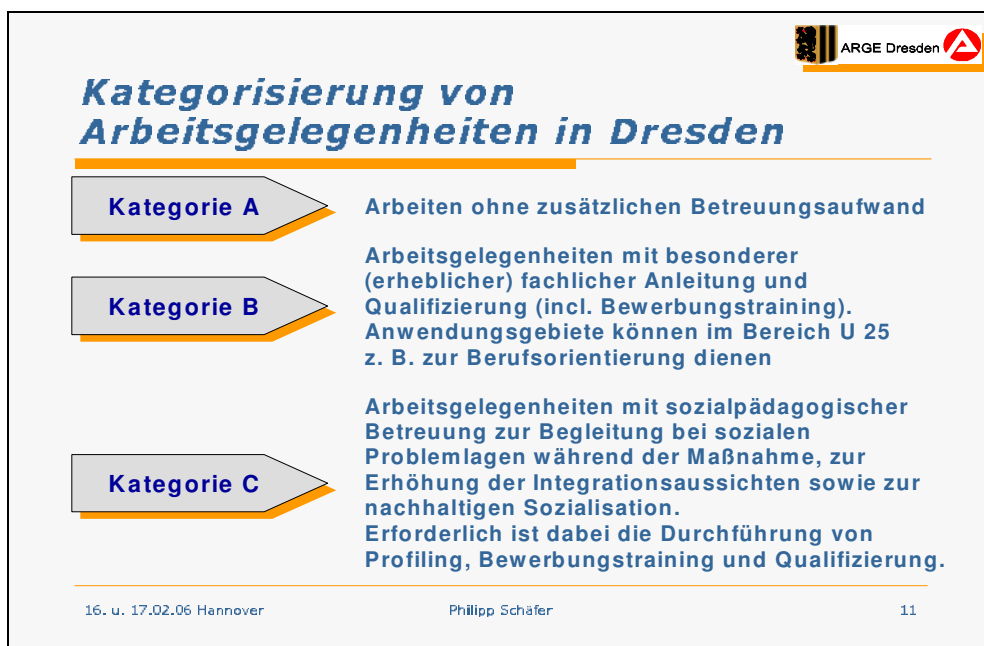 ARGE Dresden
Kategorisierung von
Arbeitsgelegenheiten in Dresden
Kategorie A
Arbeiten ohne zusätzlichen Betreuungsaufwand
Kategorie B
Arbeitsgelegenheiten mit besonderer
(erheblicher) fachlicher Anleitung und
Qualifizierung (incl. Bewerbungstraining).
Anwendungsgebiete können im Bereich U 25
z. B. zur Berufsorientierung dienen
Kategorie C
Arbeitsgelegenheiten mit sozialpädagogischer
Betreuung zur Begleitung bei sozialen
Problemlagen während der Maßnahme, zur
Erhöhung der Integrationsaussichten sowie zur
nachhaltigen Sozialisation.
Erforderlich ist dabei die Durchführung von
Profiling, Bewerbungstraining und Qualifizierung.
16. u. 17.02.06 Hannover
Philipp Schäfer
11